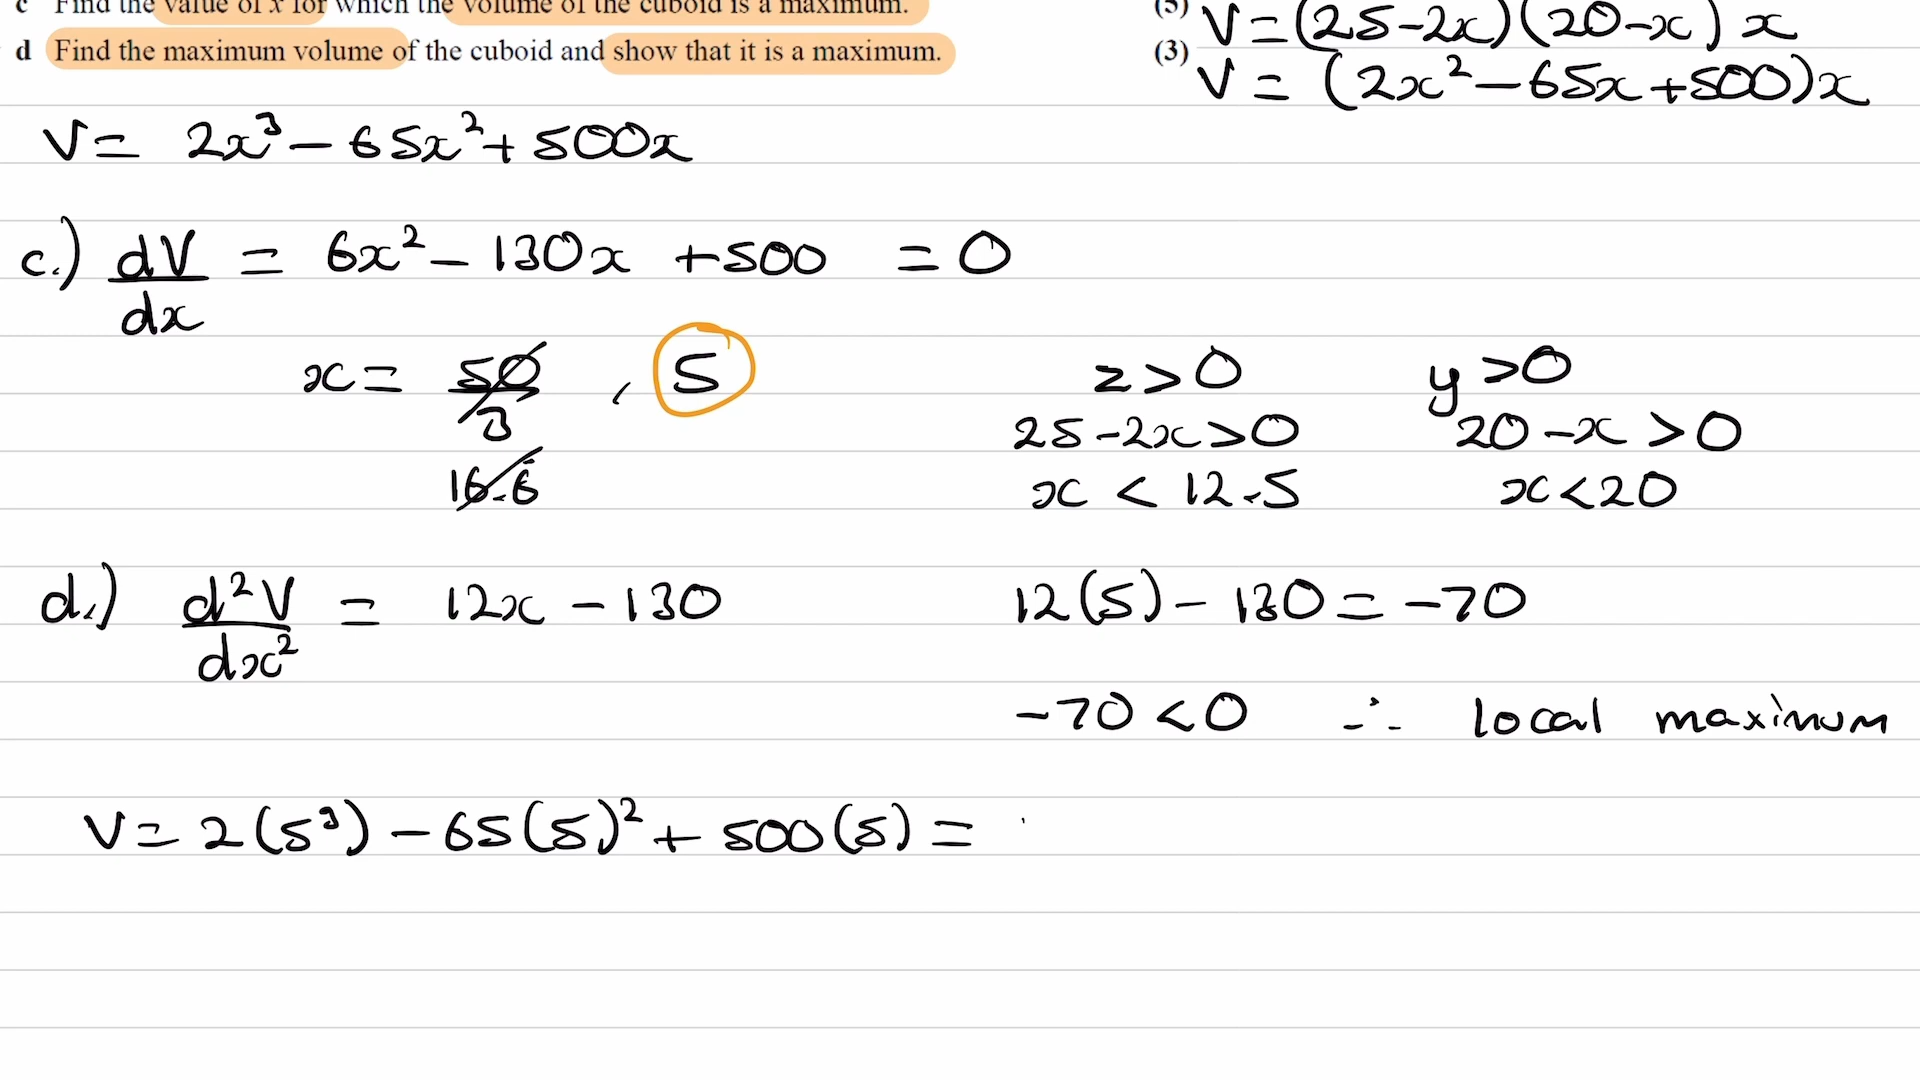 c Find the value of x for which the volume of the cuboid is a maximum. (5)
d Find the maximum volume of the cuboid and show that it is a maximum. (3)
V = (25-2x)(20-x)x
V = (2x² - 65x + 500)x
V = 2x³ - 65x² + 500x
c.) dV/dx = 6x² - 130x + 500 = 0
x = 50/3 , 5
16.6̄
z > 0
25 - 2x > 0
x < 12.5
y > 0
20 - x > 0
x < 20
d.) d²V/dx² = 12x - 130
12(5) - 130 = -70
-70 < 0 ∴ local maximum
V = 2(5³) - 65(5)² + 500(5) =